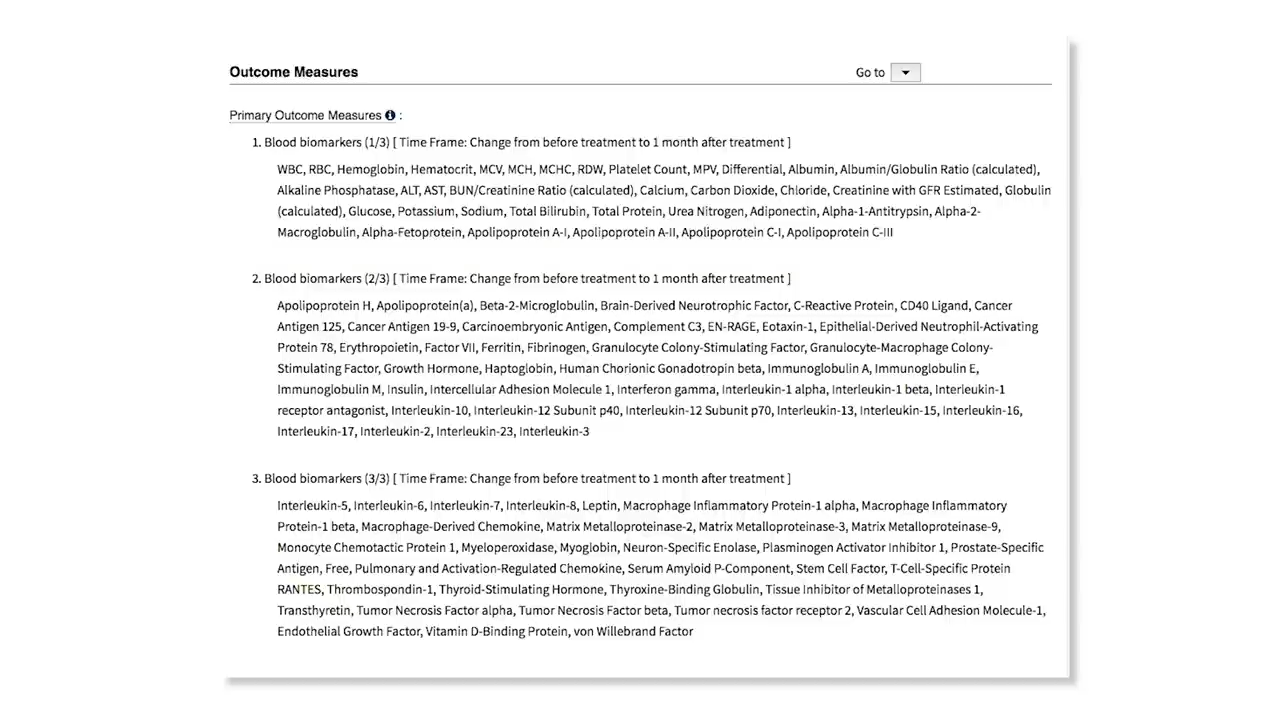 Outcome Measures
Go to
Primary Outcome Measures :
1. Blood biomarkers (1/3) [ Time Frame: Change from before treatment to 1 month after treatment ]
WBC, RBC, Hemoglobin, Hematocrit, MCV, MCH, MCHC, RDW, Platelet Count, MPV, Differential, Albumin, Albumin/Globulin Ratio (calculated),
Alkaline Phosphatase, ALT, AST, BUN/Creatinine Ratio (calculated), Calcium, Carbon Dioxide, Chloride, Creatinine with GFR Estimated, Globulin
(calculated), Glucose, Potassium, Sodium, Total Bilirubin, Total Protein, Urea Nitrogen, Adiponectin, Alpha-1-Antitrypsin, Alpha-2-
Macroglobulin, Alpha-Fetoprotein, Apolipoprotein A-I, Apolipoprotein A-II, Apolipoprotein C-I, Apolipoprotein C-III
2. Blood biomarkers (2/3) [ Time Frame: Change from before treatment to 1 month after treatment ]
Apolipoprotein H, Apolipoprotein(a), Beta-2-Microglobulin, Brain-Derived Neurotrophic Factor, C-Reactive Protein, CD40 Ligand, Cancer
Antigen 125, Cancer Antigen 19-9, Carcinoembryonic Antigen, Complement C3, EN-RAGE, Eotaxin-1, Epithelial-Derived Neutrophil-Activating
Protein 78, Erythropoietin, Factor VII, Ferritin, Fibrinogen, Granulocyte Colony-Stimulating Factor, Granulocyte-Macrophage Colony-
Stimulating Factor, Growth Hormone, Haptoglobin, Human Chorionic Gonadotropin beta, Immunoglobulin A, Immunoglobulin E,
Immunoglobulin M, Insulin, Intercellular Adhesion Molecule 1, Interferon gamma, Interleukin-1 alpha, Interleukin-1 beta, Interleukin-1
receptor antagonist, Interleukin-10, Interleukin-12 Subunit p40, Interleukin-12 Subunit p70, Interleukin-13, Interleukin-15, Interleukin-16,
Interleukin-17, Interleukin-2, Interleukin-23, Interleukin-3
3. Blood biomarkers (3/3) [ Time Frame: Change from before treatment to 1 month after treatment ]
Interleukin-5, Interleukin-6, Interleukin-7, Interleukin-8, Leptin, Macrophage Inflammatory Protein-1 alpha, Macrophage Inflammatory
Protein-1 beta, Macrophage-Derived Chemokine, Matrix Metalloproteinase-2, Matrix Metalloproteinase-3, Matrix Metalloproteinase-9,
Monocyte Chemotactic Protein 1, Myeloperoxidase, Myoglobin, Neuron-Specific Enolase, Plasminogen Activator Inhibitor 1, Prostate-Specific
Antigen, Free, Pulmonary and Activation-Regulated Chemokine, Serum Amyloid P-Component, Stem Cell Factor, T-Cell-Specific Protein
RANTES, Thrombospondin-1, Thyroid-Stimulating Hormone, Thyroxine-Binding Globulin, Tissue Inhibitor of Metalloproteinases 1,
Transthyretin, Tumor Necrosis Factor alpha, Tumor Necrosis Factor beta, Tumor necrosis factor receptor 2, Vascular Cell Adhesion Molecule-1,
Endothelial Growth Factor, Vitamin D-Binding Protein, von Willebrand Factor